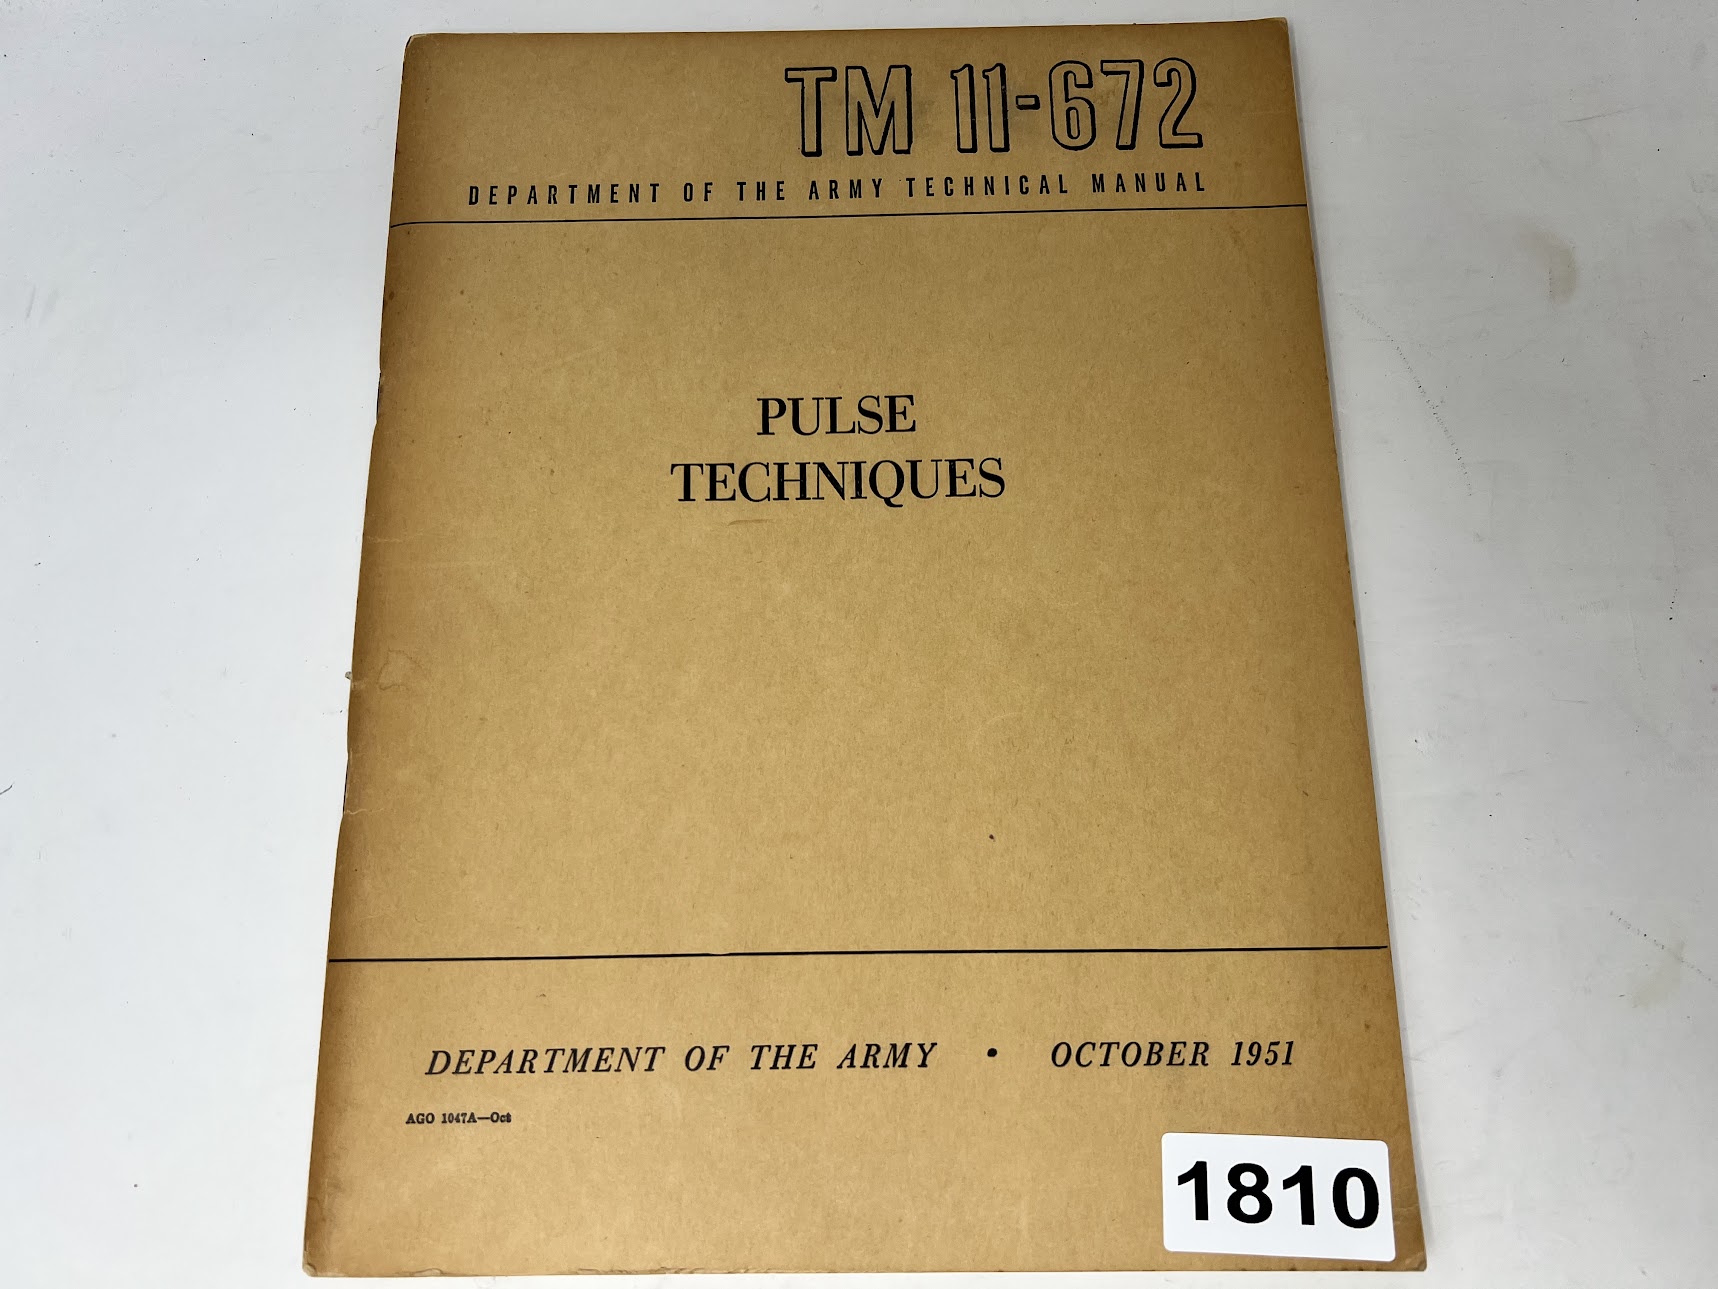 TM 11-672
DEPARTMENT OF THE ARMY TECHNICAL MANUAL
PULSE
TECHNIQUES
DEPARTMENT OF THE ARMY • OCTOBER 1951
AGO 1047A—Oct
1810